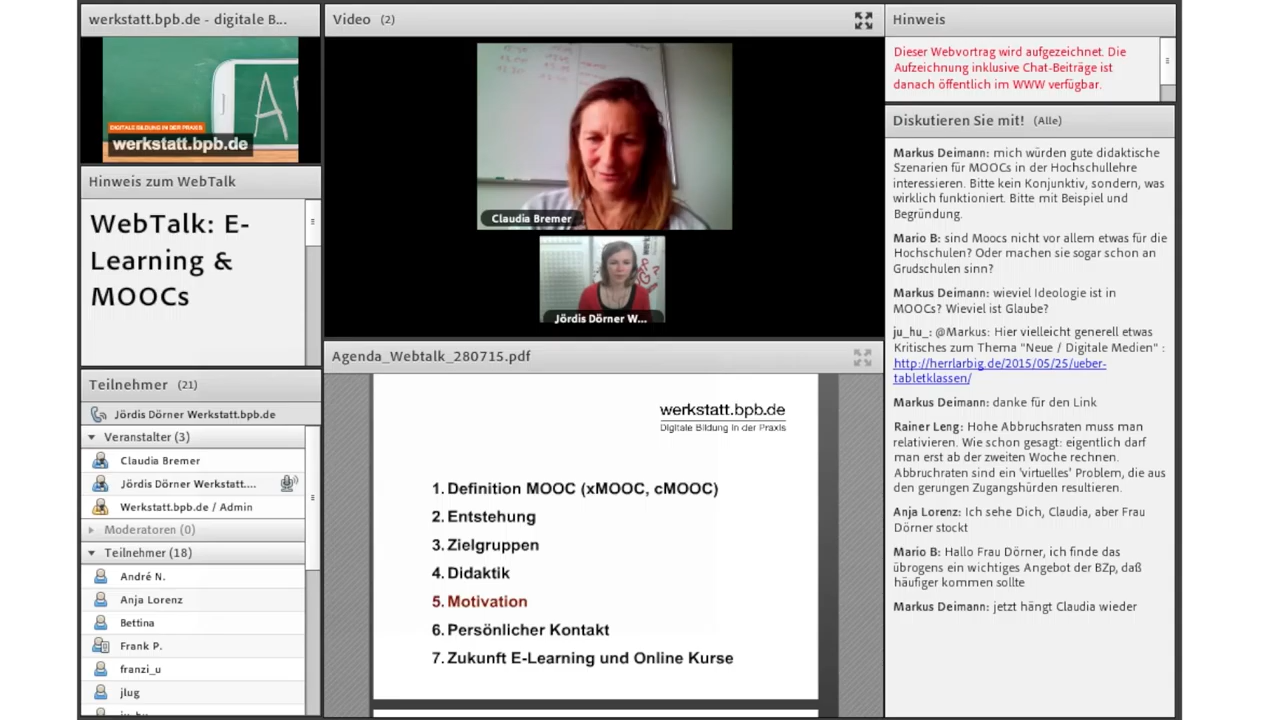 werkstatt.bpb.de - digitale B...
DIGITALE BILDUNG IN DER PRAXIS
werkstatt.bpb.de
Hinweis zum WebTalk
WebTalk: E-
Learning &
MOOCs
Teilnehmer (21)
Jördis Dörner Werkstatt.bpb.de
Veranstalter (3)
Claudia Bremer
Jördis Dörner Werkstatt....
Werkstatt.bpb.de / Admin
Moderatoren (0)
Teilnehmer (18)
André N.
Anja Lorenz
Bettina
Frank P.
franzi_u
jlug
Video (2)
Claudia Bremer
Jördis Dörner W...
Agenda_Webtalk_280715.pdf
werkstatt.bpb.de
Digitale Bildung in der Praxis
1. Definition MOOC (xMOOC, cMOOC)
2. Entstehung
3. Zielgruppen
4. Didaktik
5. Motivation
6. Persönlicher Kontakt
7. Zukunft E-Learning und Online Kurse
Hinweis
Dieser Webvortrag wird aufgezeichnet. Die
Aufzeichnung inklusive Chat-Beiträge ist
danach öffentlich im WWW verfügbar.
Diskutieren Sie mit! (Alle)
Markus Deimann: mich würden gute didaktische
Szenarien für MOOCs in der Hochschullehre
interessieren. Bitte kein Konjunktiv, sondern, was
wirklich funktioniert. Bitte mit Beispiel und
Begründung.
Mario B: sind Moocs nicht vor allem etwas für die
Hochschulen? Oder machen sie sogar schon an
Grudschulen sinn?
Markus Deimann: wieviel Ideologie ist in
MOOCs? Wieviel ist Glaube?
ju_hu_: @Markus: Hier vielleicht generell etwas
Kritisches zum Thema "Neue / Digitale Medien" :
http://herrlarbig.de/2015/05/25/ueber-
tabletklassen/
Markus Deimann: danke für den Link
Rainer Leng: Hohe Abbruchsraten muss man
relativieren. Wie schon gesagt: eigentlich darf
man erst ab der zweiten Woche rechnen.
Abbruchraten sind ein 'virtuelles' Problem, die aus
den gerungen Zugangshürden resultieren.
Anja Lorenz: Ich sehe Dich, Claudia, aber Frau
Dörner stockt
Mario B: Hallo Frau Dörner, ich finde das
übrogens ein wichtiges Angebot der BZp, daß
häufiger kommen sollte
Markus Deimann: jetzt hängt Claudia wieder